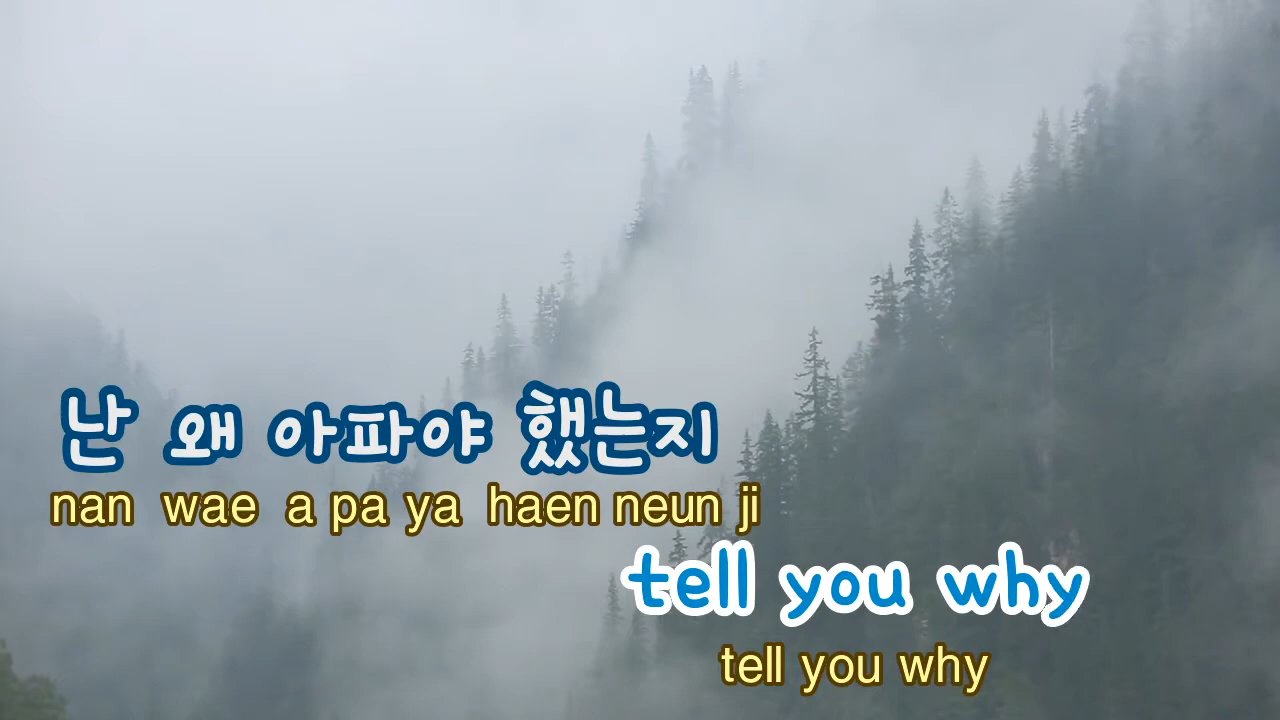 난 왜 아파야 했는지
nan wae a pa ya haen neun ji
tell you why
tell you why